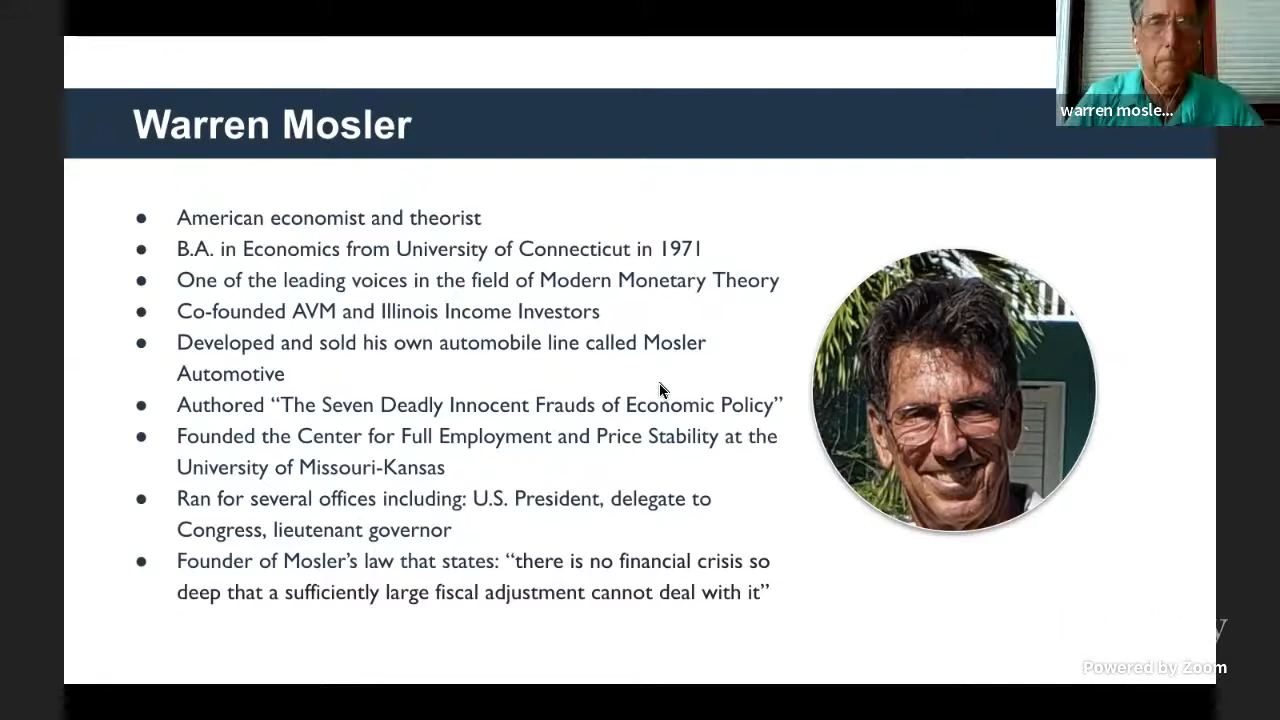 warren mosle...
Warren Mosler
● American economist and theorist
● B.A. in Economics from University of Connecticut in 1971
● One of the leading voices in the field of Modern Monetary Theory
● Co-founded AVM and Illinois Income Investors
● Developed and sold his own automobile line called Mosler
Automotive
● Authored “The Seven Deadly Innocent Frauds of Economic Policy”
● Founded the Center for Full Employment and Price Stability at the
University of Missouri-Kansas
● Ran for several offices including: U.S. President, delegate to
Congress, lieutenant governor
● Founder of Mosler’s law that states: “there is no financial crisis so
deep that a sufficiently large fiscal adjustment cannot deal with it”
Powered by Zoom